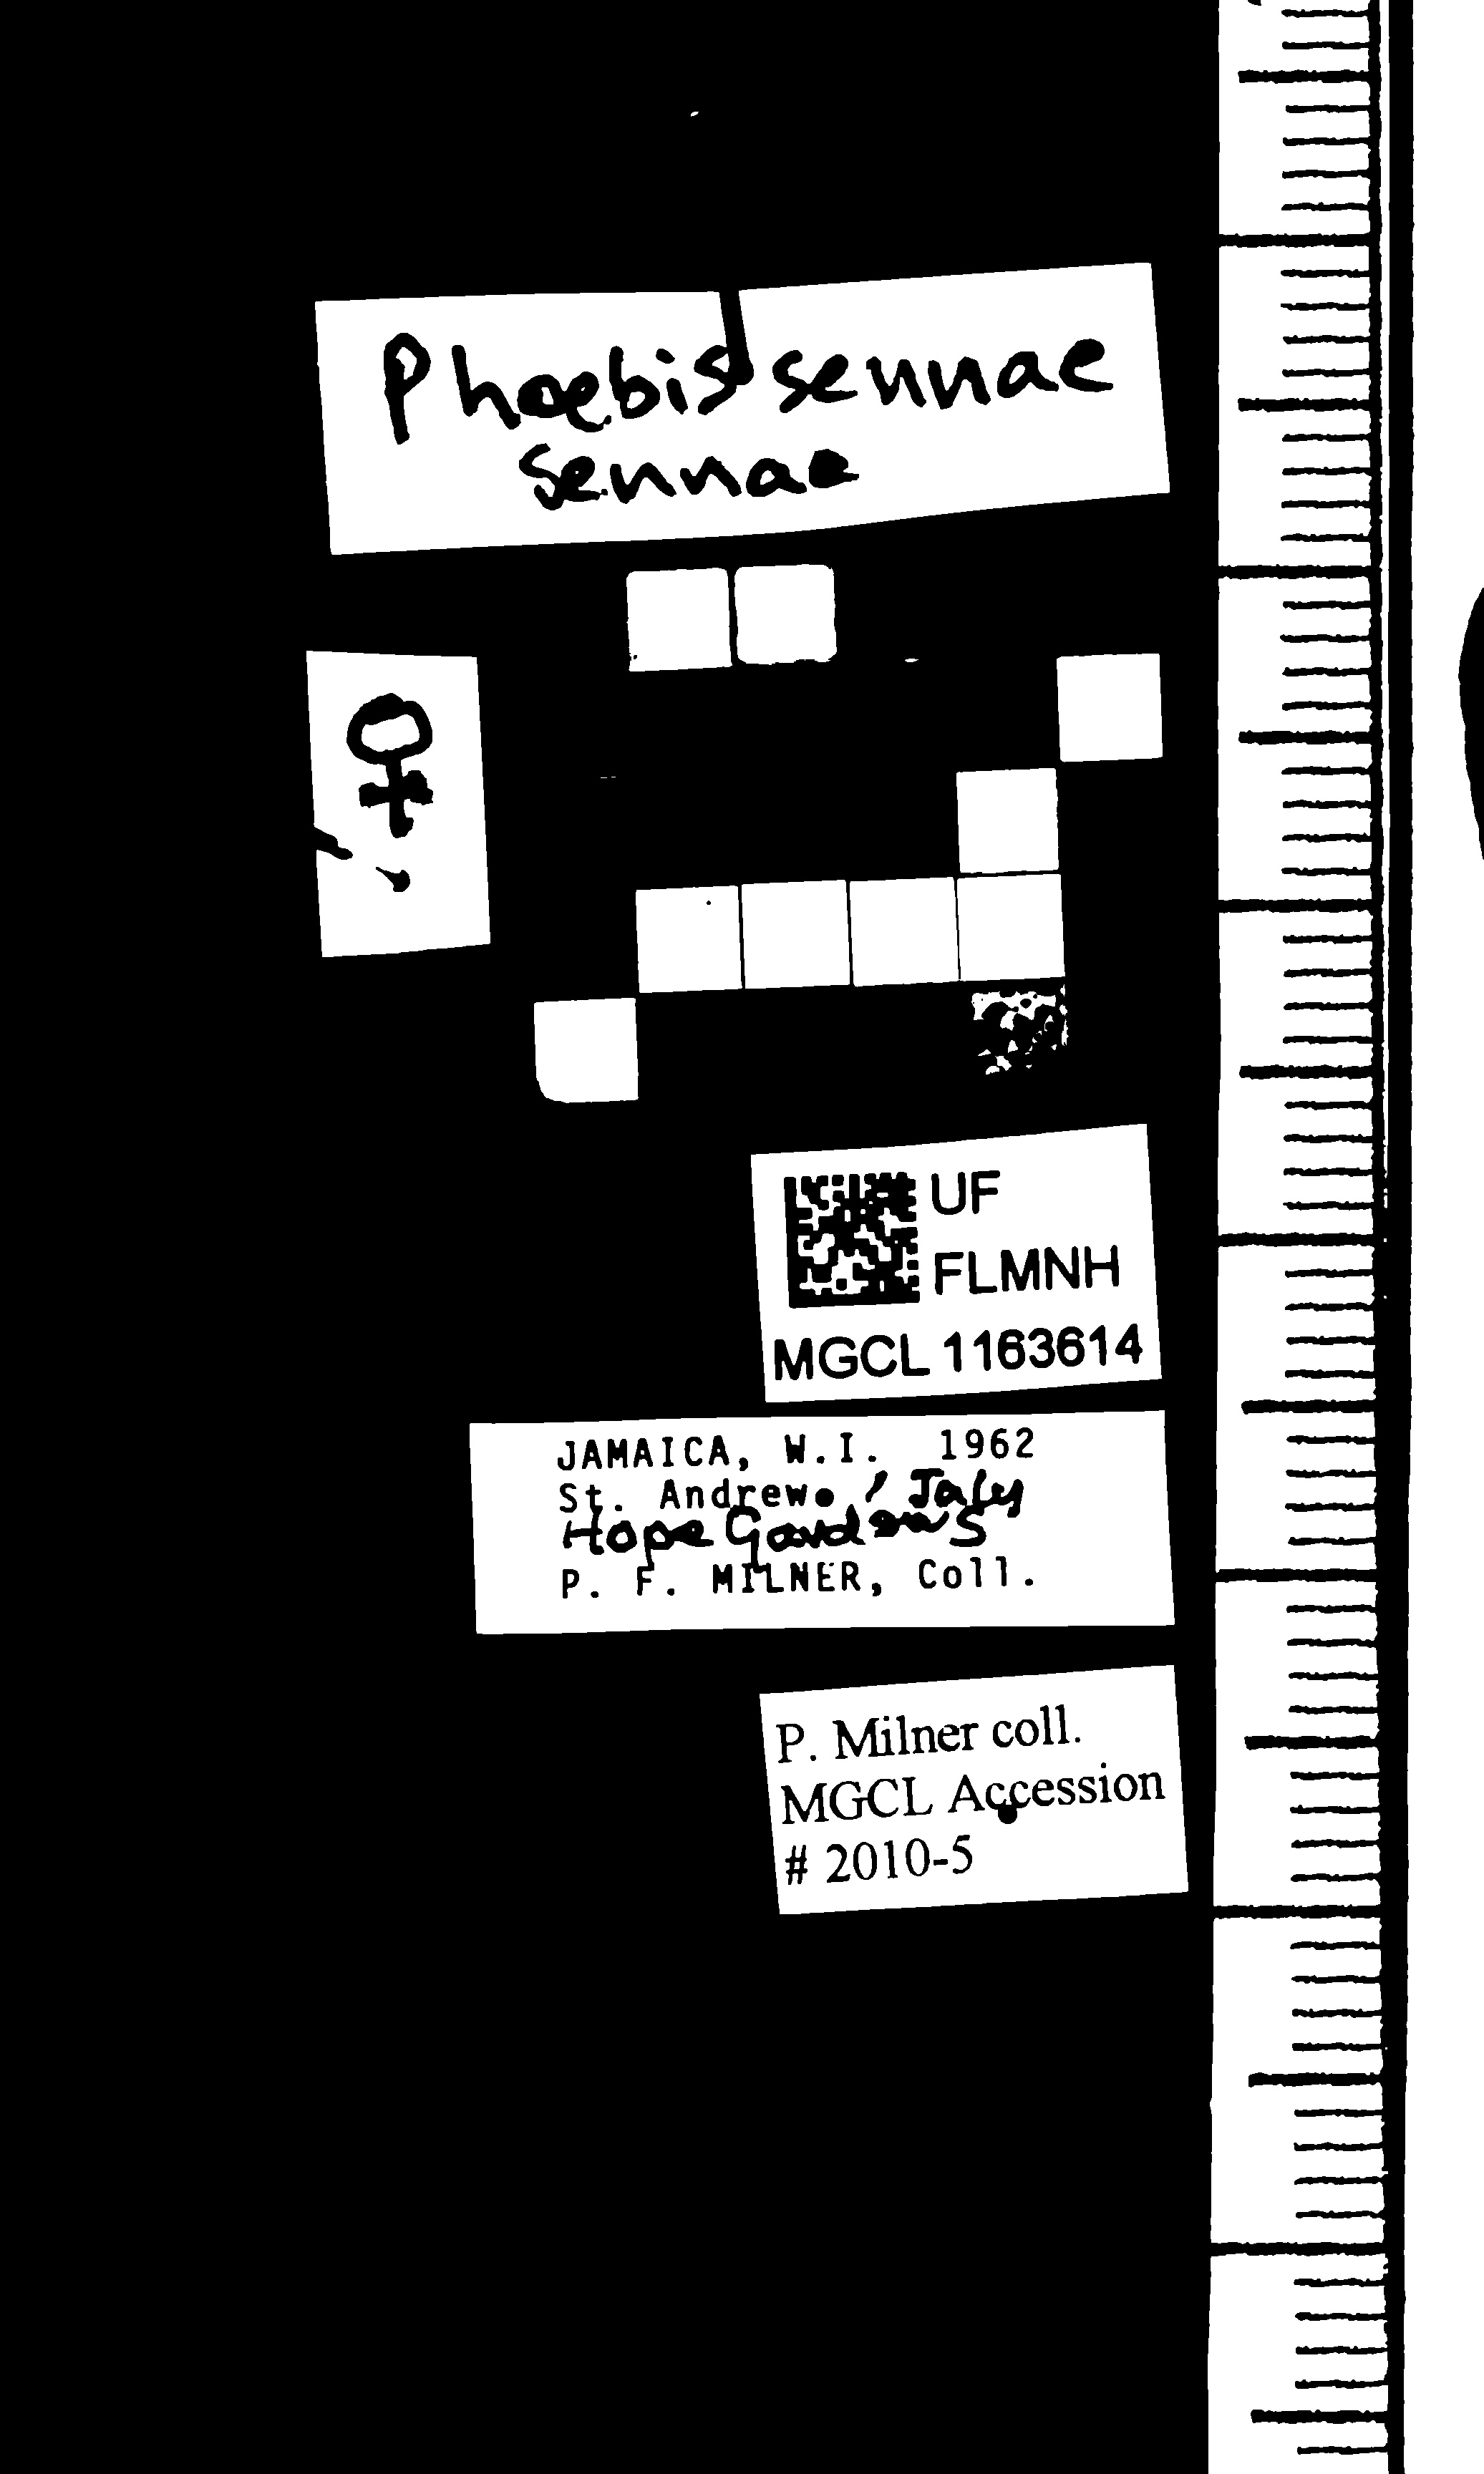 Phoebis sennae
sennae
♀
UF
FLMNH
MGCL 1163614
JAMAICA, W.I. 1962
St. Andrew. July
Hope Gardens
P. F. MILNER, Coll.
P. Milner coll.
MGCL Accession
# 2010-5